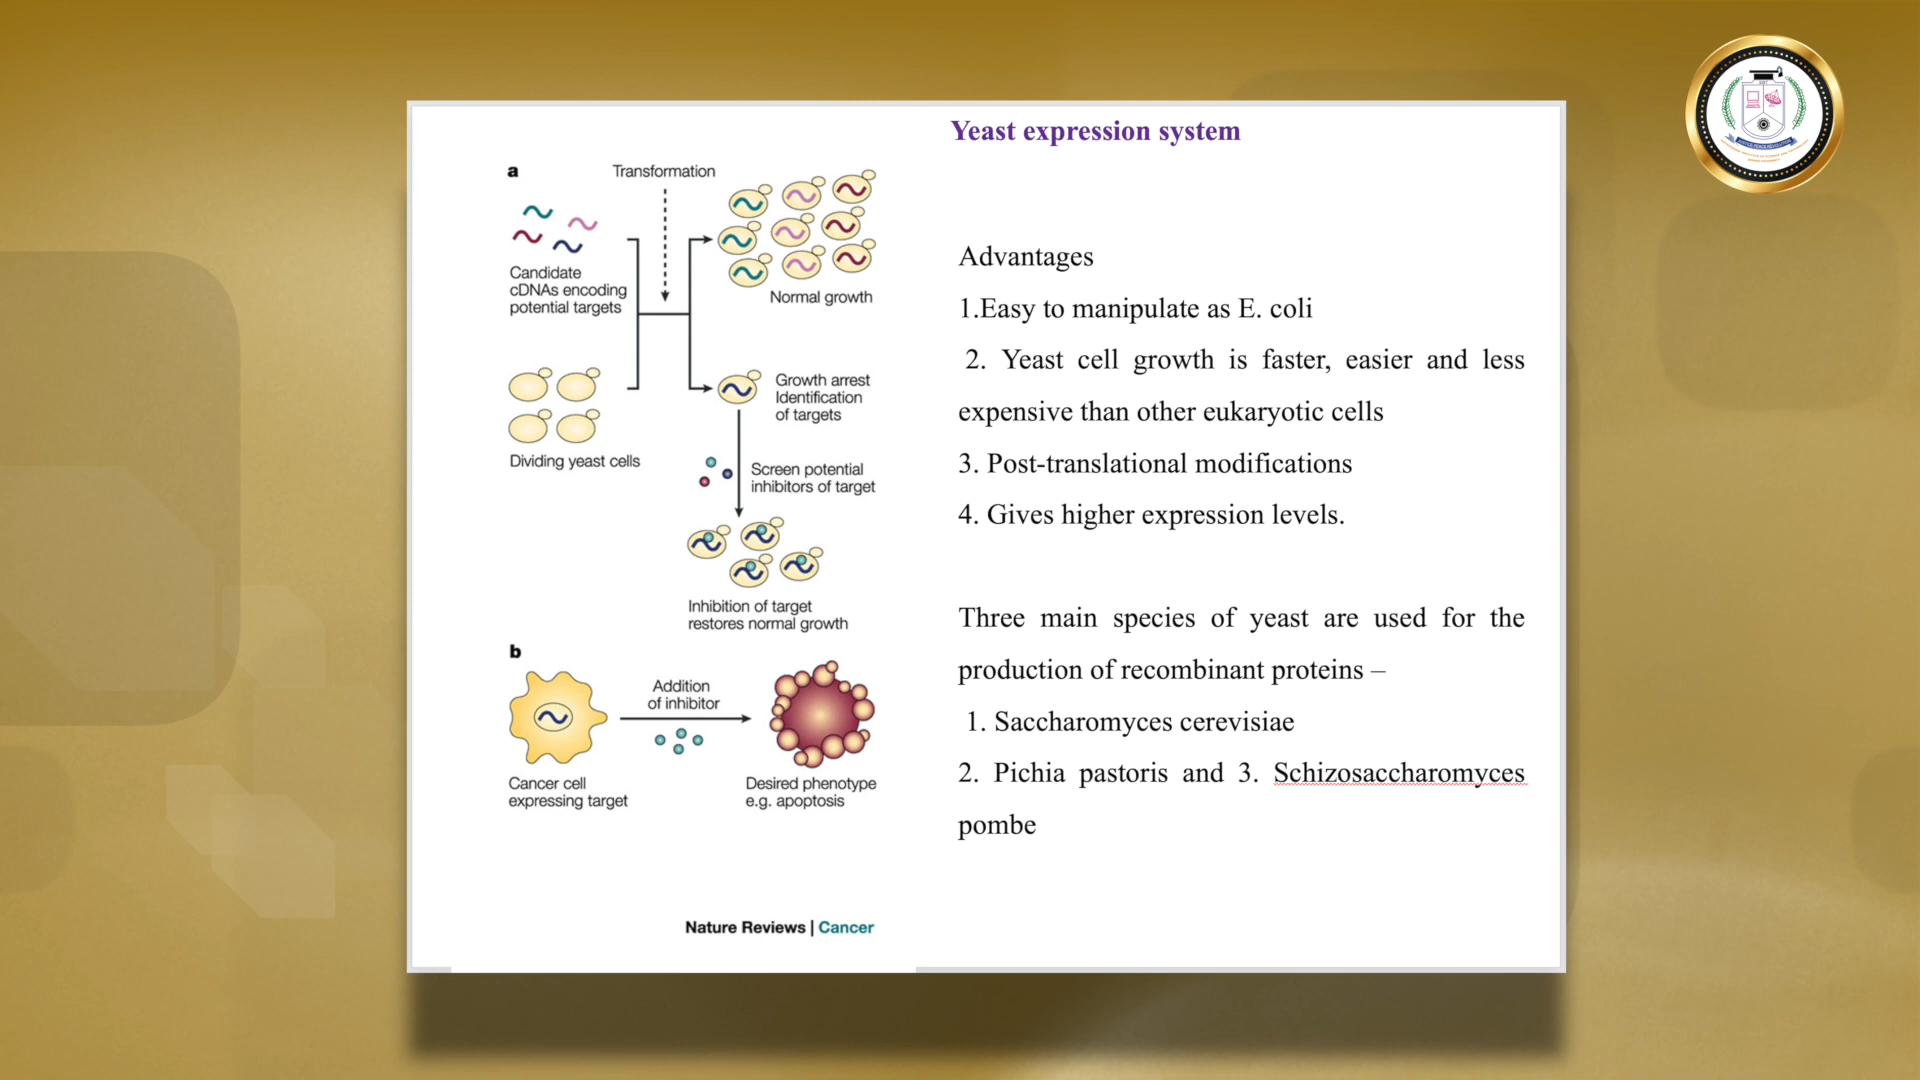 Yeast expression system
a
Transformation
Candidate
cDNAs encoding
potential targets
Normal growth
Growth arrest
Identification
of targets
Dividing yeast cells
Screen potential
inhibitors of target
Inhibition of target
restores normal growth
b
Addition
of inhibitor
Cancer cell
expressing target
Desired phenotype
e.g. apoptosis
Nature Reviews | Cancer
Advantages
1.Easy to manipulate as E. coli
2. Yeast cell growth is faster, easier and less
expensive than other eukaryotic cells
3. Post-translational modifications
4. Gives higher expression levels.
Three main species of yeast are used for the
production of recombinant proteins –
1. Saccharomyces cerevisiae
2. Pichia pastoris and 3. Schizosaccharomyces
pombe